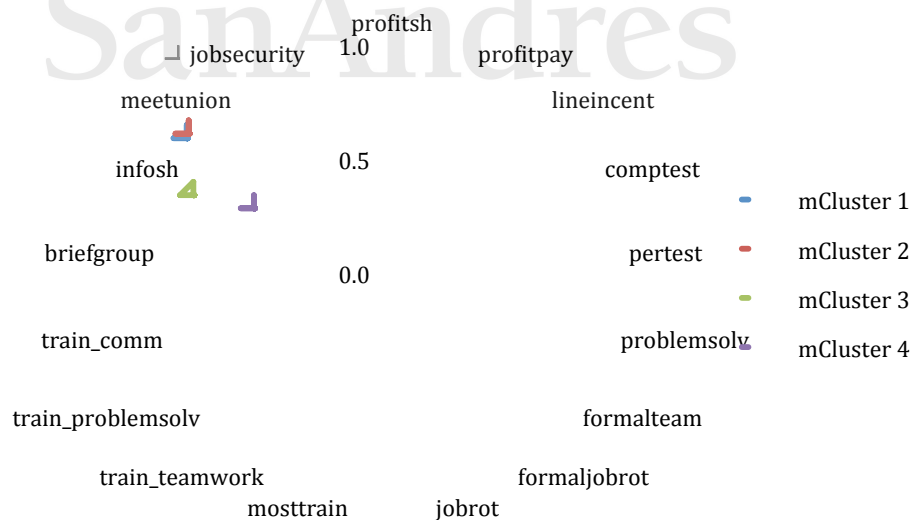 SanAndres
profitsh
jobsecurity
1.0
profitpay
meetunion
lineincent
infosh
0.5
comptest
mCluster 1
briefgroup
pertest
mCluster 2
0.0
mCluster 3
train_comm
problemsolv
mCluster 4
train_problemsolv
formalteam
train_teamwork
formaljobrot
mosttrain
jobrot